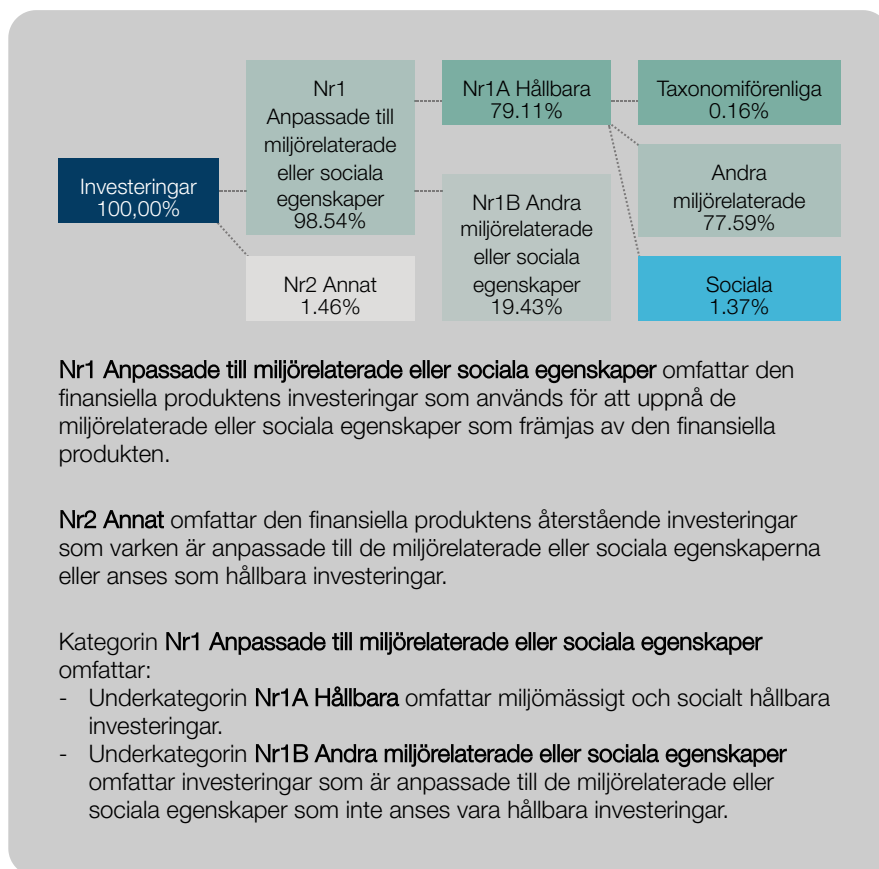 Investeringar
100,00%
Nr1
Anpassade till
miljörelaterade
eller sociala
egenskaper
98.54%
Nr2 Annat
1.46%
Nr1A Hållbara
79.11%
Nr1B Andra
miljörelaterade
eller sociala
egenskaper
19.43%
Taxonomiförenliga
0.16%
Andra
miljörelaterade
77.59%
Sociala
1.37%
Nr1 Anpassade till miljörelaterade eller sociala egenskaper omfattar den
finansiella produktens investeringar som används för att uppnå de
miljörelaterade eller sociala egenskaper som främjas av den finansiella
produkten.
Nr2 Annat omfattar den finansiella produktens återstående investeringar
som varken är anpassade till de miljörelaterade eller sociala egenskaperna
eller anses som hållbara investeringar.
Kategorin Nr1 Anpassade till miljörelaterade eller sociala egenskaper
omfattar:
- Underkategorin Nr1A Hållbara omfattar miljömässigt och socialt hållbara
investeringar.
- Underkategorin Nr1B Andra miljörelaterade eller sociala egenskaper
omfattar investeringar som är anpassade till de miljörelaterade eller
sociala egenskaper som inte anses vara hållbara investeringar.